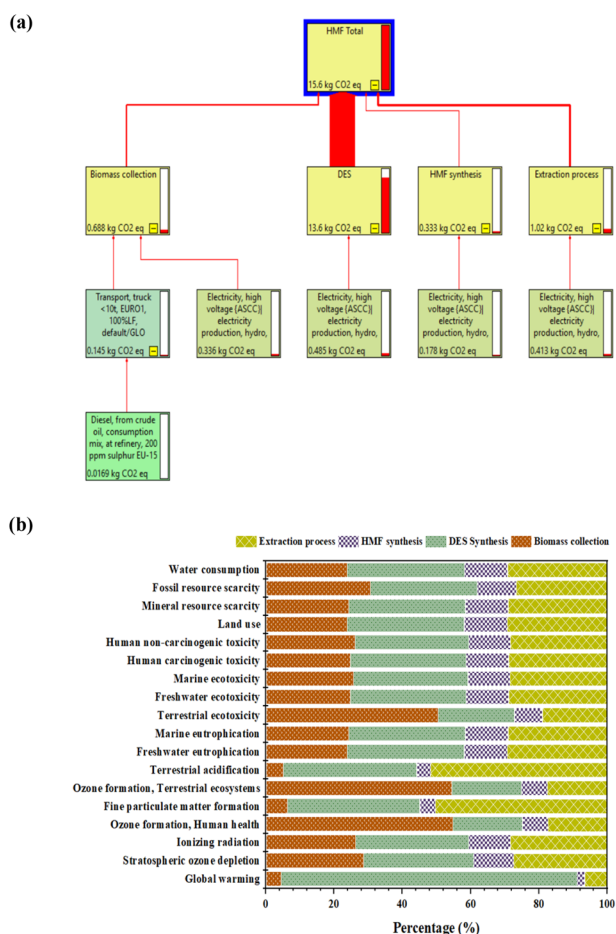 (a)
HMF Total
15.6 kg CO2 eq
Biomass collection
0.688 kg CO2 eq
DES
13.6 kg CO2 eq
HMF synthesis
0.333 kg CO2 eq
Extraction process
1.02 kg CO2 eq
Transport, truck
<10t, EURO1,
100%LF,
default/GLO
0.145 kg CO2 eq
Electricity, high
voltage {ASCC}|
electricity
production, hydro,
0.336 kg CO2 eq
Electricity, high
voltage {ASCC}|
electricity
production, hydro,
0.485 kg CO2 eq
Electricity, high
voltage {ASCC}|
electricity
production, hydro,
0.178 kg CO2 eq
Electricity, high
voltage {ASCC}|
electricity
production, hydro,
0.413 kg CO2 eq
Diesel, from crude
oil, consumption
mix, at refinery, 200
ppm sulphur EU-15
0.0169 kg CO2 eq
(b)
Extraction process HMF synthesis DES Synthesis Biomass collection
Water consumption
Fossil resource scarcity
Mineral resource scarcity
Land use
Human non-carcinogenic toxicity
Human carcinogenic toxicity
Marine ecotoxicity
Freshwater ecotoxicity
Terrestrial ecotoxicity
Marine eutrophication
Freshwater eutrophication
Terrestrial acidification
Ozone formation, Terrestrial ecosystems
Fine particulate matter formation
Ozone formation, Human health
Ionizing radiation
Stratospheric ozone depletion
Global warming
0 20 40 60 80 100
Percentage (%)